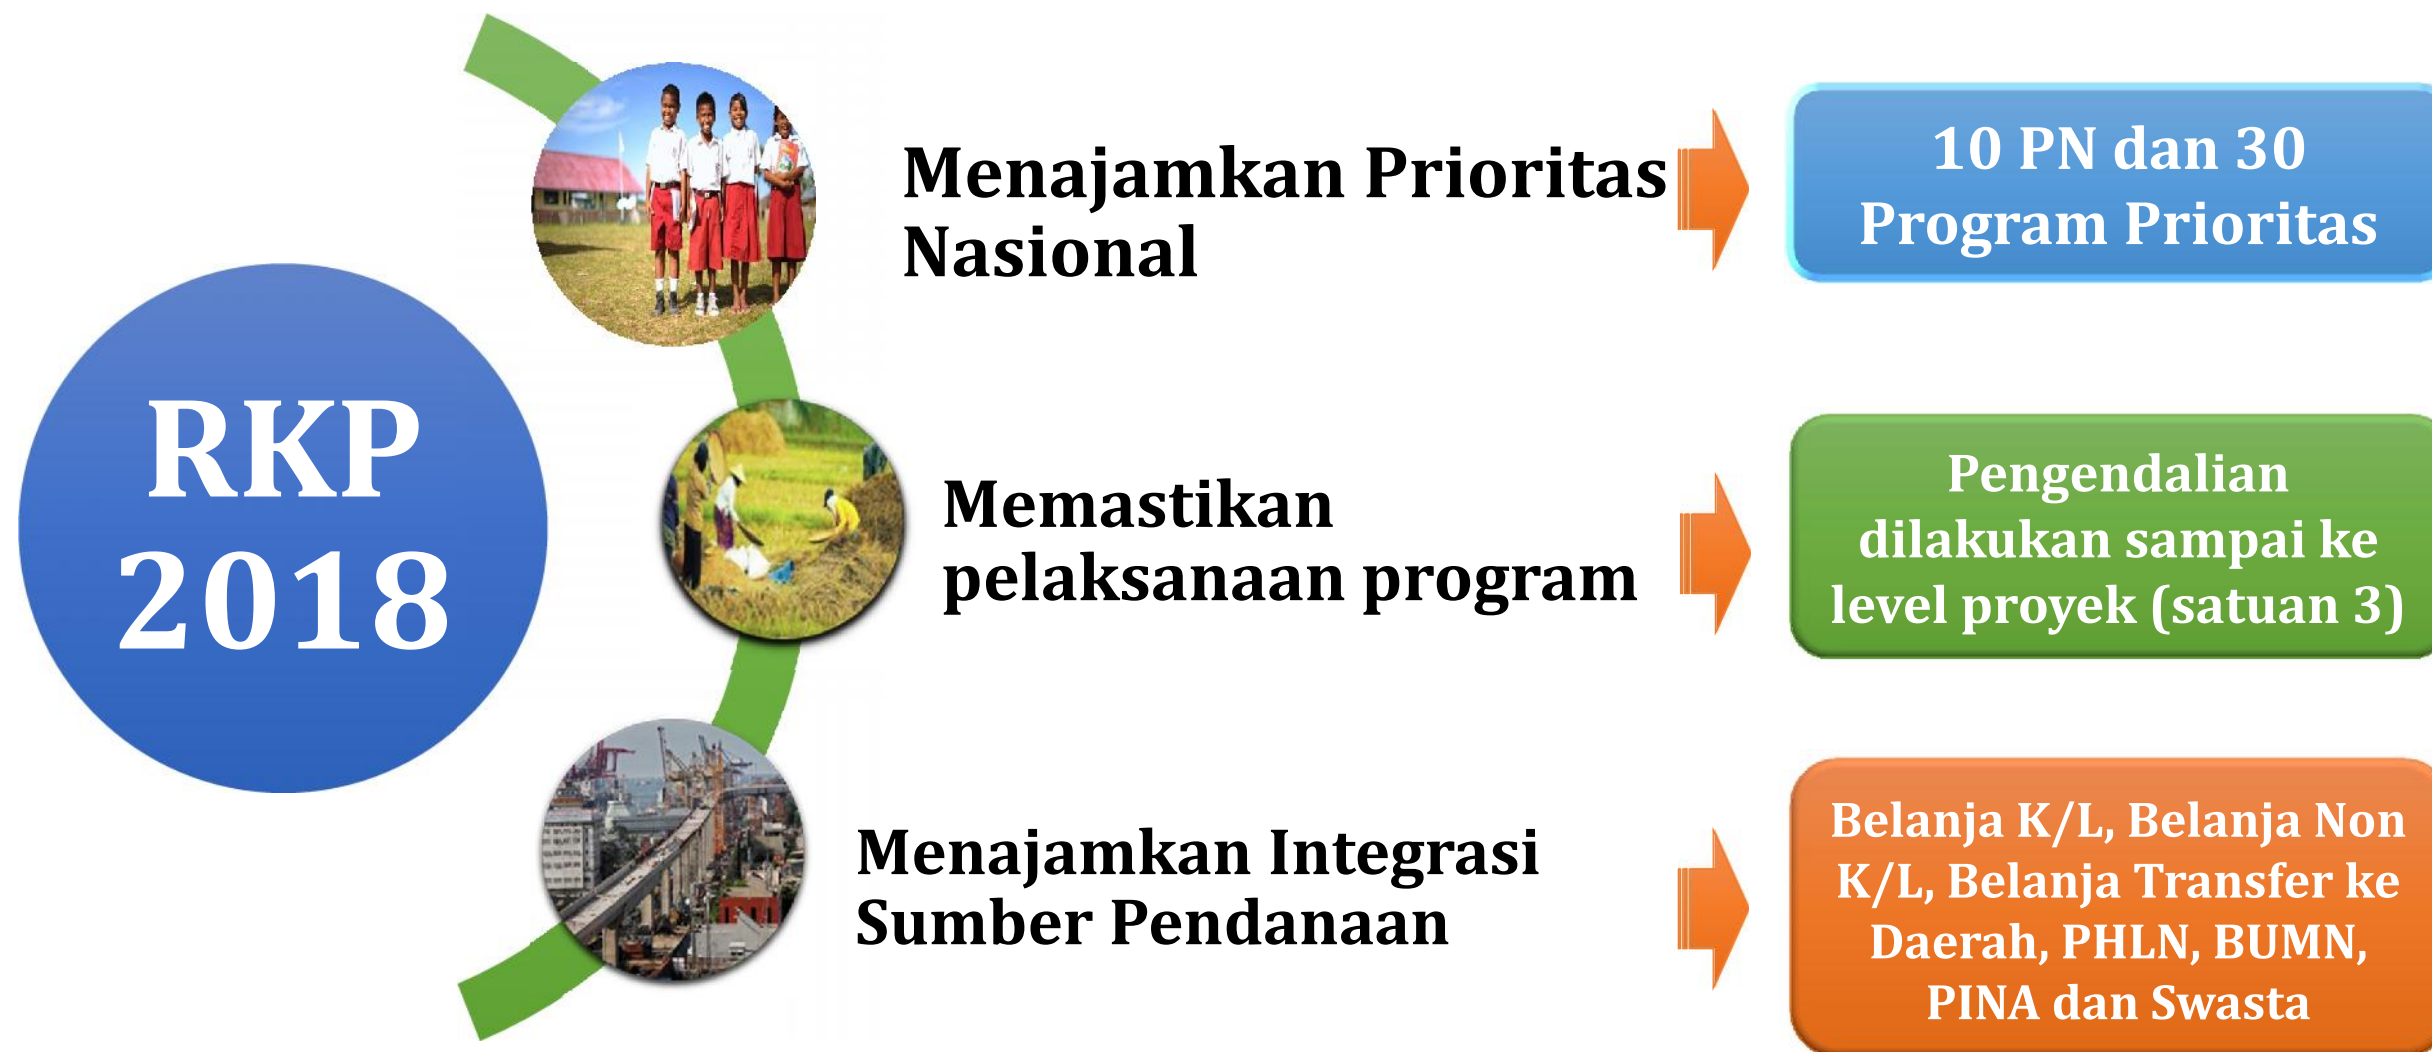 RKP
2018
Menajamkan Prioritas
Nasional
10 PN dan 30
Program Prioritas
Memastikan
pelaksanaan program
Pengendalian
dilakukan sampai ke
level proyek (satuan 3)
Menajamkan Integrasi
Sumber Pendanaan
Belanja K/L, Belanja Non
K/L, Belanja Transfer ke
Daerah, PHLN, BUMN,
PINA dan Swasta